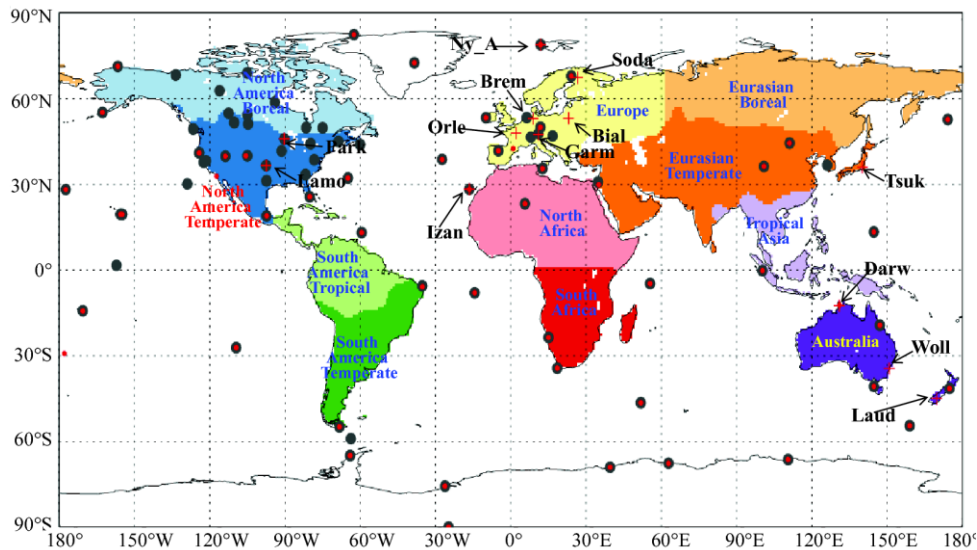 90°N
60°N
30°N
0°
30°S
60°S
90°S
180°
150°W
120°W
90°W
60°W
30°W
0°
30°E
60°E
90°E
120°E
150°E
180°
Ny_A
Soda
Brem
Orle
Bial
Garm
Park
Lamo
Izan
Tsuk
Darw
Woll
Laud
North
America
Boreal
North
America
Temperate
South
America
Tropical
South
America
Temperate
Europe
Eurasian
Boreal
Eurasian
Temperate
North
Africa
South
Africa
Tropical
Asia
Australia